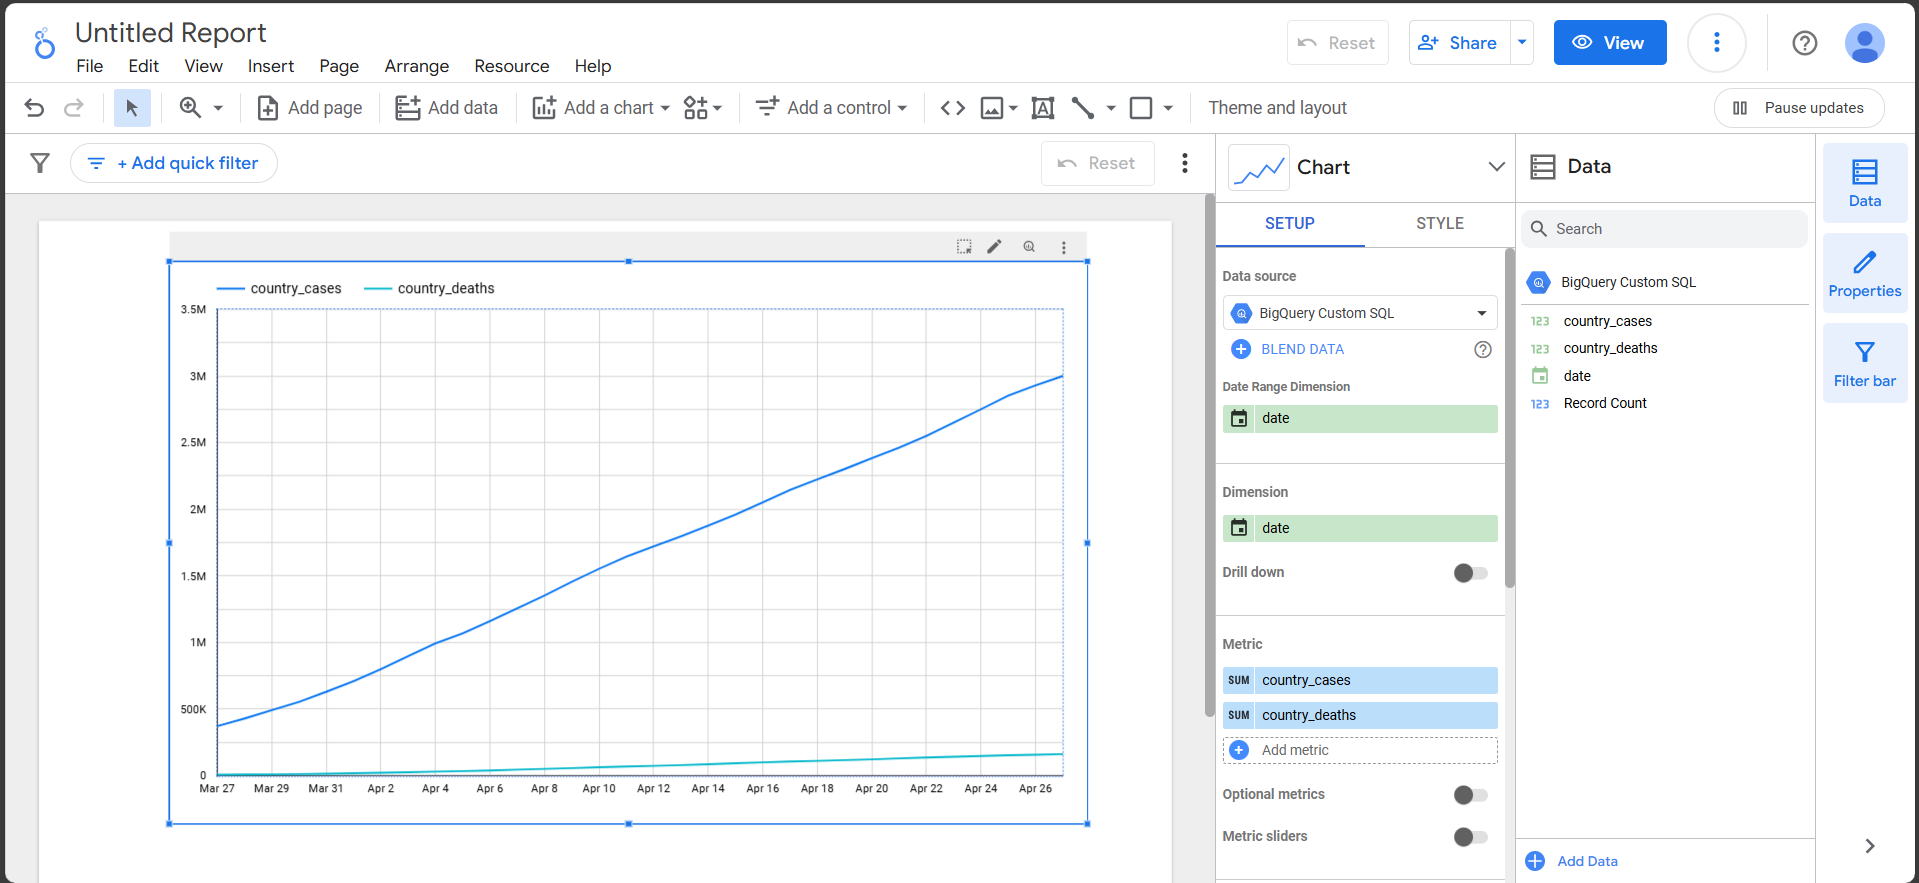 Untitled Report
File Edit View Insert Page Arrange Resource Help
Reset
Share
View
Add page
Add data
Add a chart
Add a control
Theme and layout
Pause updates
+ Add quick filter
Reset
country_cases country_deaths
3.5M
3M
2.5M
2M
1.5M
1M
500K
0
Mar 27 Mar 29 Mar 31 Apr 2 Apr 4 Apr 6 Apr 8 Apr 10 Apr 12 Apr 14 Apr 16 Apr 18 Apr 20 Apr 22 Apr 24 Apr 26
Chart
SETUP STYLE
Data source
BigQuery Custom SQL
BLEND DATA
Date Range Dimension
date
Dimension
date
Drill down
Metric
SUM country_cases
SUM country_deaths
Add metric
Optional metrics
Metric sliders
Data
Search
BigQuery Custom SQL
123 country_cases
123 country_deaths
date
123 Record Count
Add Data
Data
Properties
Filter bar